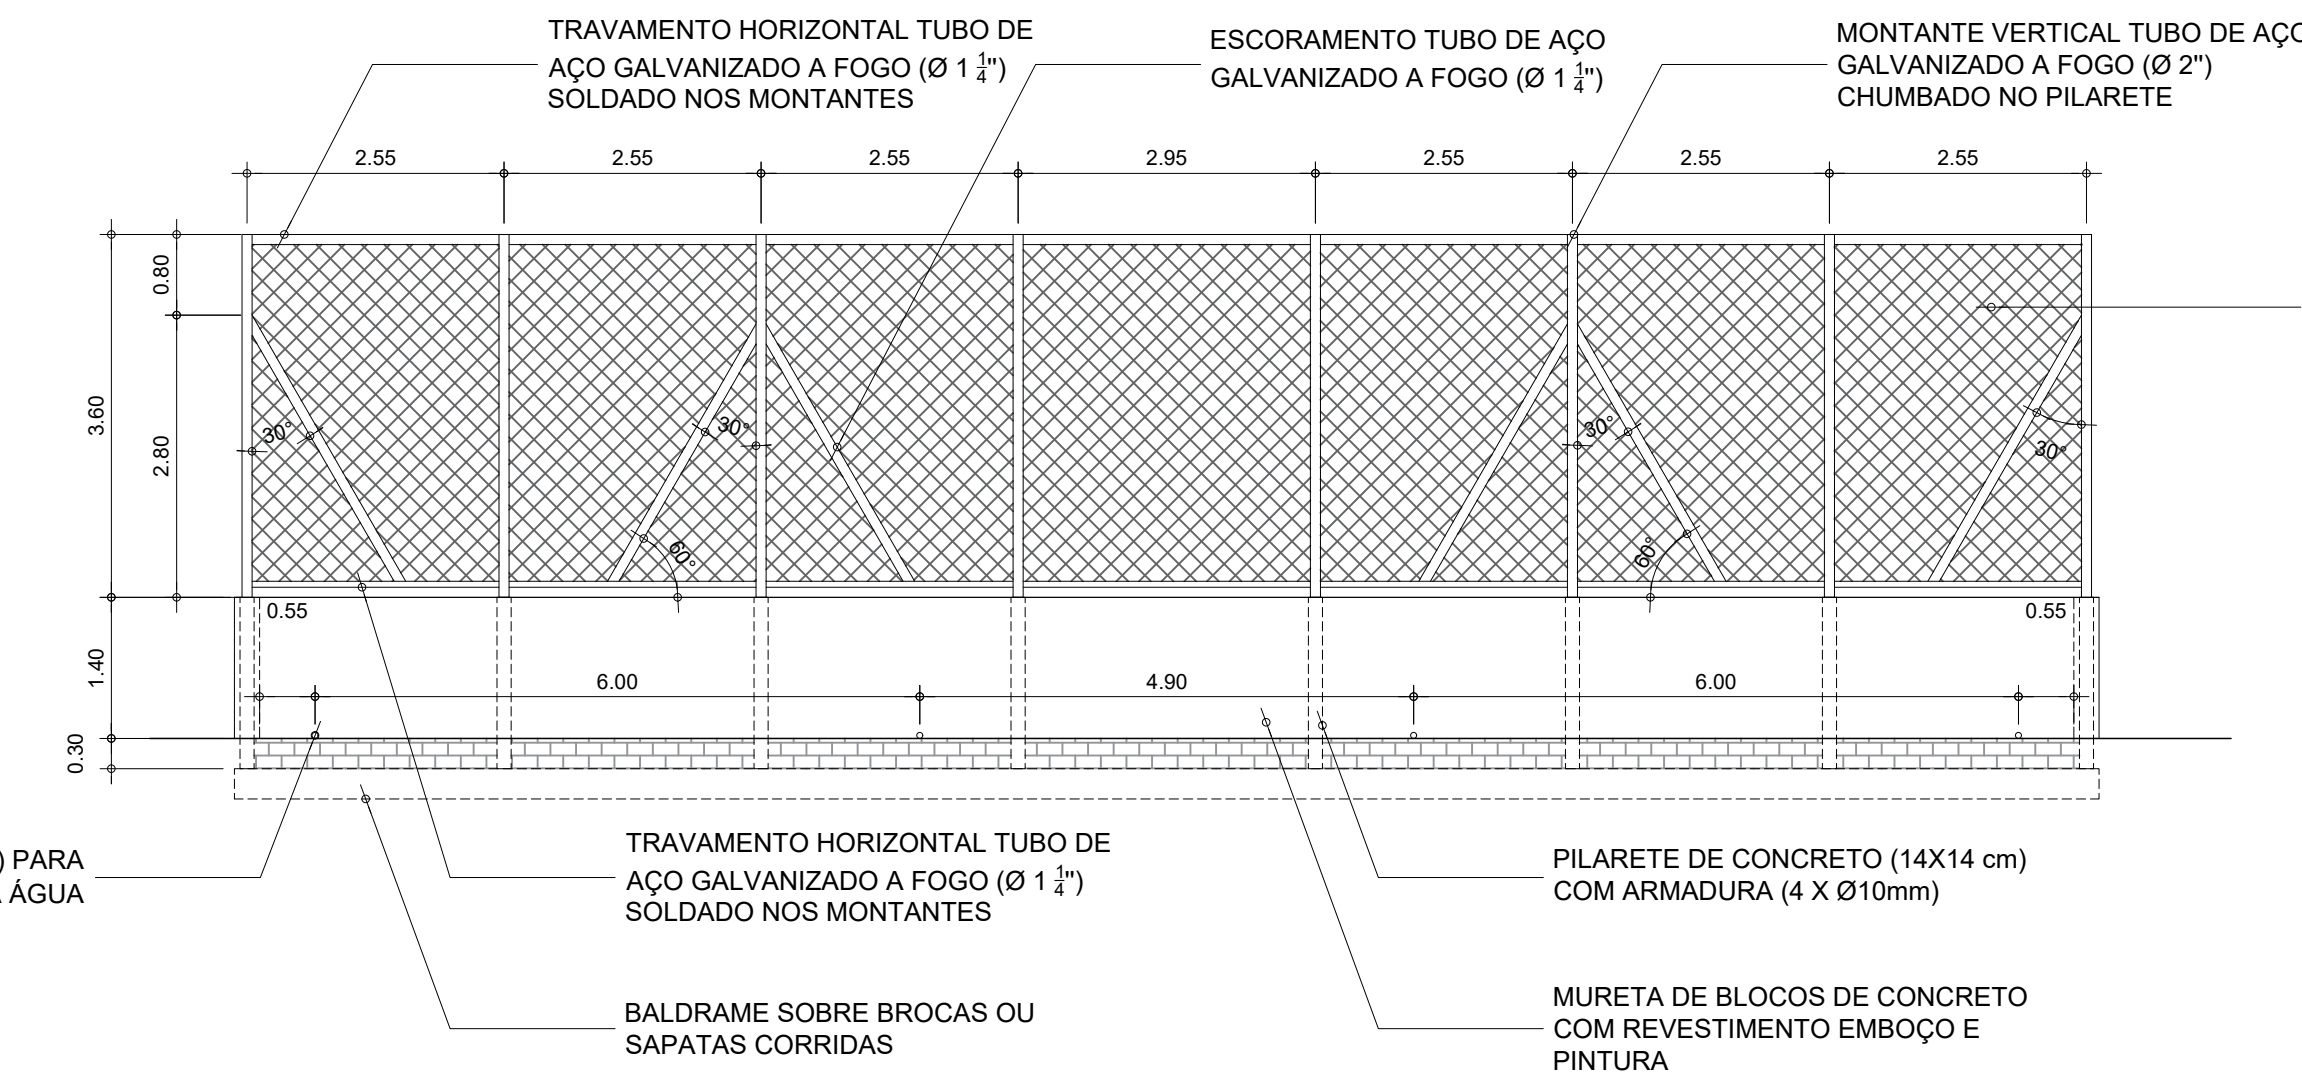 TRAVAMENTO HORIZONTAL TUBO DE
AÇO GALVANIZADO A FOGO (Ø 1 1/4")
SOLDADO NOS MONTANTES
ESCORAMENTO TUBO DE AÇO
GALVANIZADO A FOGO (Ø 1 1/4")
MONTANTE VERTICAL TUBO DE AÇO
GALVANIZADO A FOGO (Ø 2")
CHUMBADO NO PILARETE
2.55 2.55 2.55 2.95 2.55 2.55 2.55
0.80
3.60
2.80
30° 30° 30° 30°
60° 60°
0.55 0.55
1.40
6.00 4.90 6.00
0.30
) PARA
ÁGUA
TRAVAMENTO HORIZONTAL TUBO DE
AÇO GALVANIZADO A FOGO (Ø 1 1/4")
SOLDADO NOS MONTANTES
PILARETE DE CONCRETO (14X14 cm)
COM ARMADURA (4 X Ø10mm)
BALDRAME SOBRE BROCAS OU
SAPATAS CORRIDAS
MURETA DE BLOCOS DE CONCRETO
COM REVESTIMENTO EMBOÇO E
PINTURA